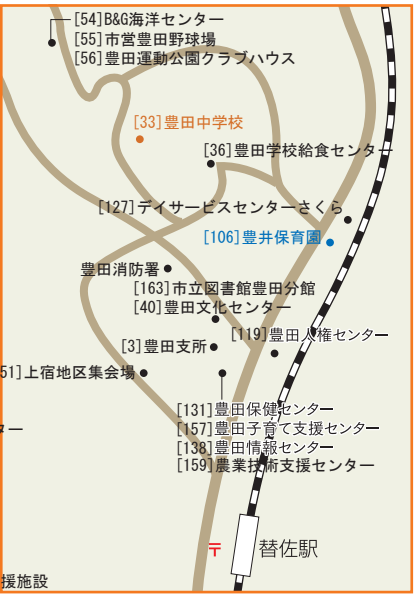 [54]B&G海洋センター
[55]市営豊田野球場
[56]豊田運動公園クラブハウス
[33]豊田中学校
[36]豊田学校給食センター
[127]デイサービスセンターさくら
[106]豊井保育園
豊田消防署
[163]市立図書館豊田分館
[40]豊田文化センター
[119]豊田人権センター
[3]豊田支所
51]上宿地区集会場
[131]豊田保健センター
[157]豊田子育て支援センター
ター
[138]豊田情報センター
[159]農業技術支援センター
〒
替佐駅
援施設